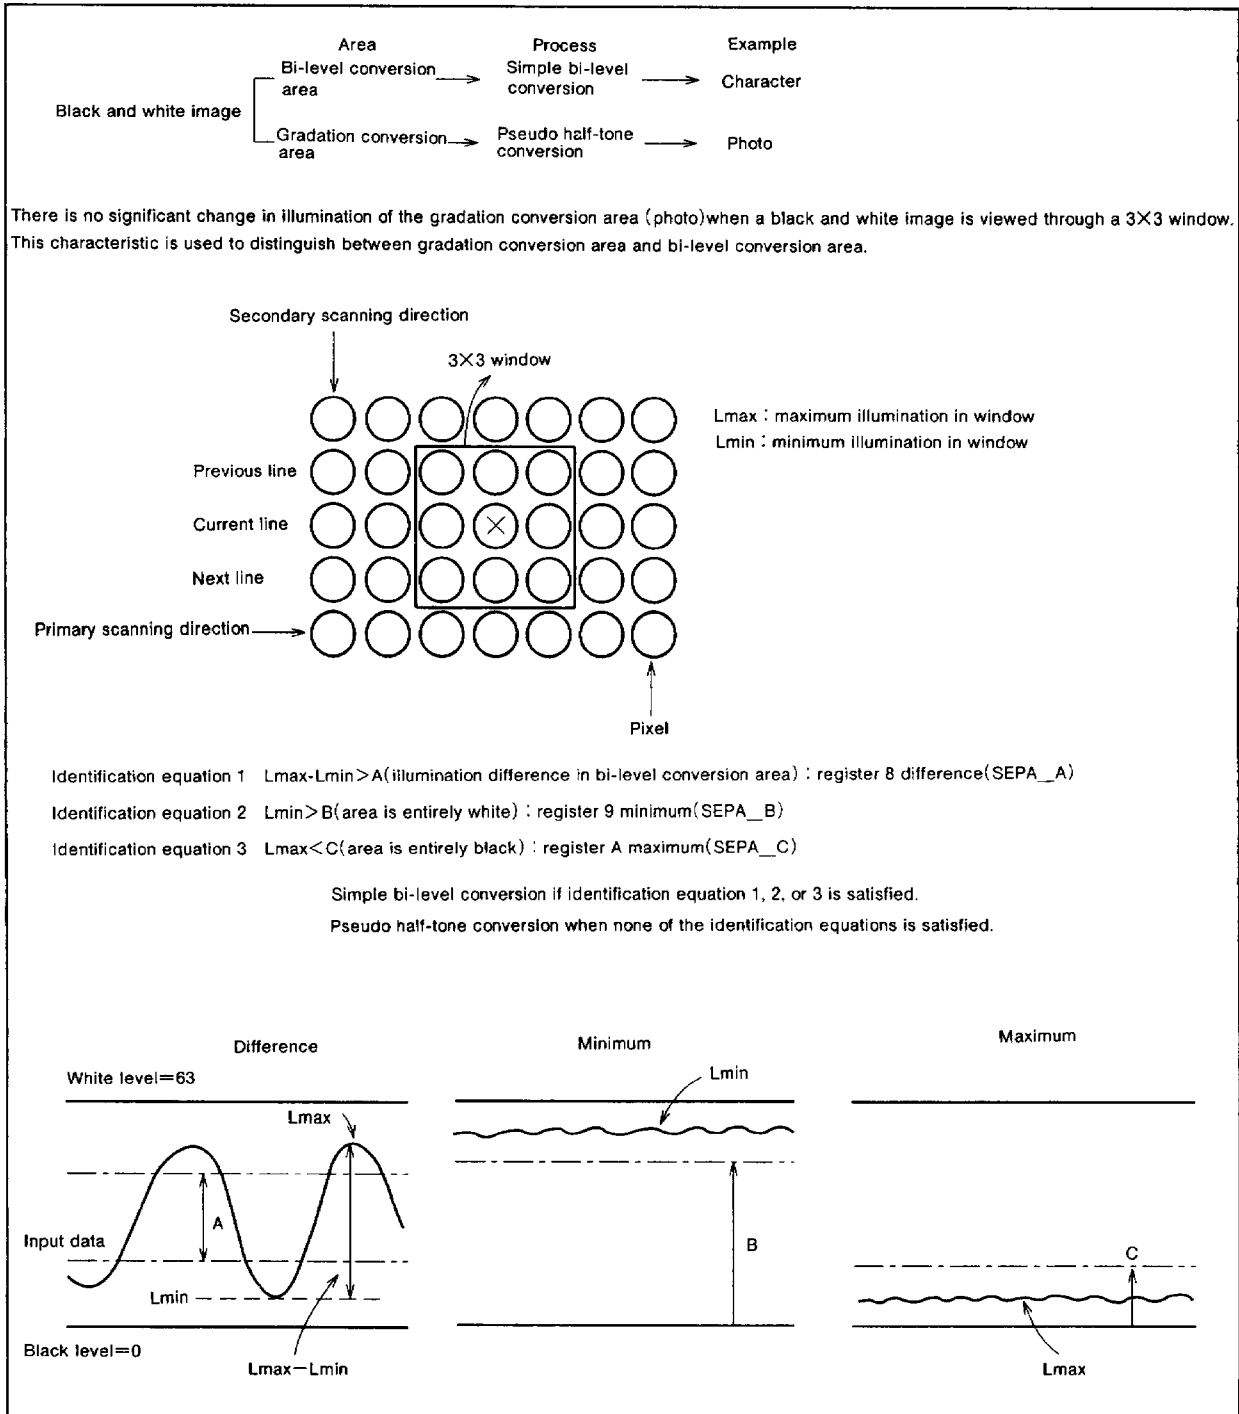 Area Process Example
Bi-level conversion area Simple bi-level conversion Character
Black and white image
Gradation conversion area Pseudo half-tone conversion Photo
There is no significant change in illumination of the gradation conversion area (photo)when a black and white image is viewed through a 3×3 window.
This characteristic is used to distinguish between gradation conversion area and bi-level conversion area.
Secondary scanning direction
3×3 window
Lmax : maximum illumination in window
Lmin : minimum illumination in window
Previous line
Current line
Next line
Primary scanning direction
Pixel
Identification equation 1 Lmax-Lmin>A(illumination difference in bi-level conversion area) : register 8 difference(SEPA__A)
Identification equation 2 Lmin>B(area is entirely white) : register 9 minimum(SEPA__B)
Identification equation 3 Lmax<C(area is entirely black) : register A maximum(SEPA__C)
Simple bi-level conversion if identification equation 1, 2, or 3 is satisfied.
Pseudo half-tone conversion when none of the identification equations is satisfied.
Difference
Minimum
Maximum
White level=63
Lmin
Lmax
A
Input data
B
C
Lmin
Black level=0
Lmax−Lmin
Lmax